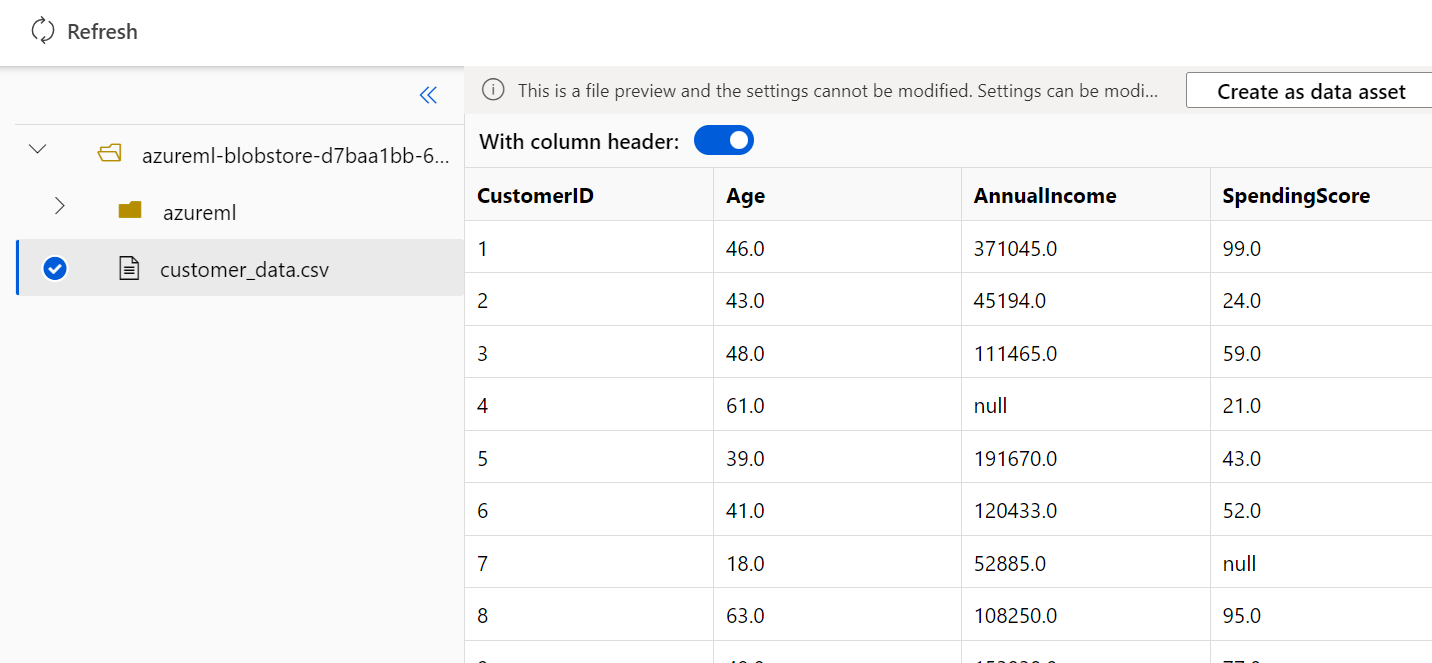 Refresh
This is a file preview and the settings cannot be modified. Settings can be modi...
Create as data asset
azureml-blobstore-d7baa1bb-6...
azureml
customer_data.csv
With column header:
CustomerID Age AnnualIncome SpendingScore
1 46.0 371045.0 99.0
2 43.0 45194.0 24.0
3 48.0 111465.0 59.0
4 61.0 null 21.0
5 39.0 191670.0 43.0
6 41.0 120433.0 52.0
7 18.0 52885.0 null
8 63.0 108250.0 95.0